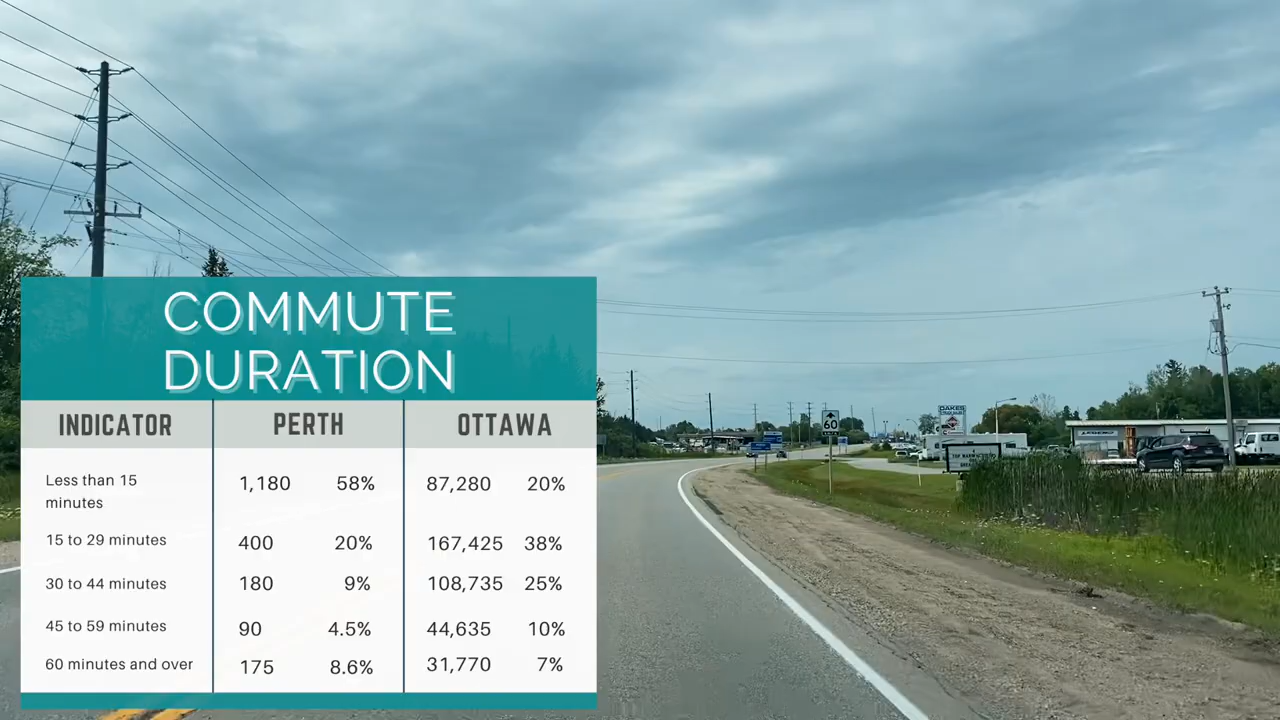 COMMUTE
DURATION
INDICATOR PERTH OTTAWA
Less than 15
minutes
1,180 58% 87,280 20%
15 to 29 minutes 400 20% 167,425 38%
30 to 44 minutes 180 9% 108,735 25%
45 to 59 minutes 90 4.5% 44,635 10%
60 minutes and over 175 8.6% 31,770 7%
60
OAKES